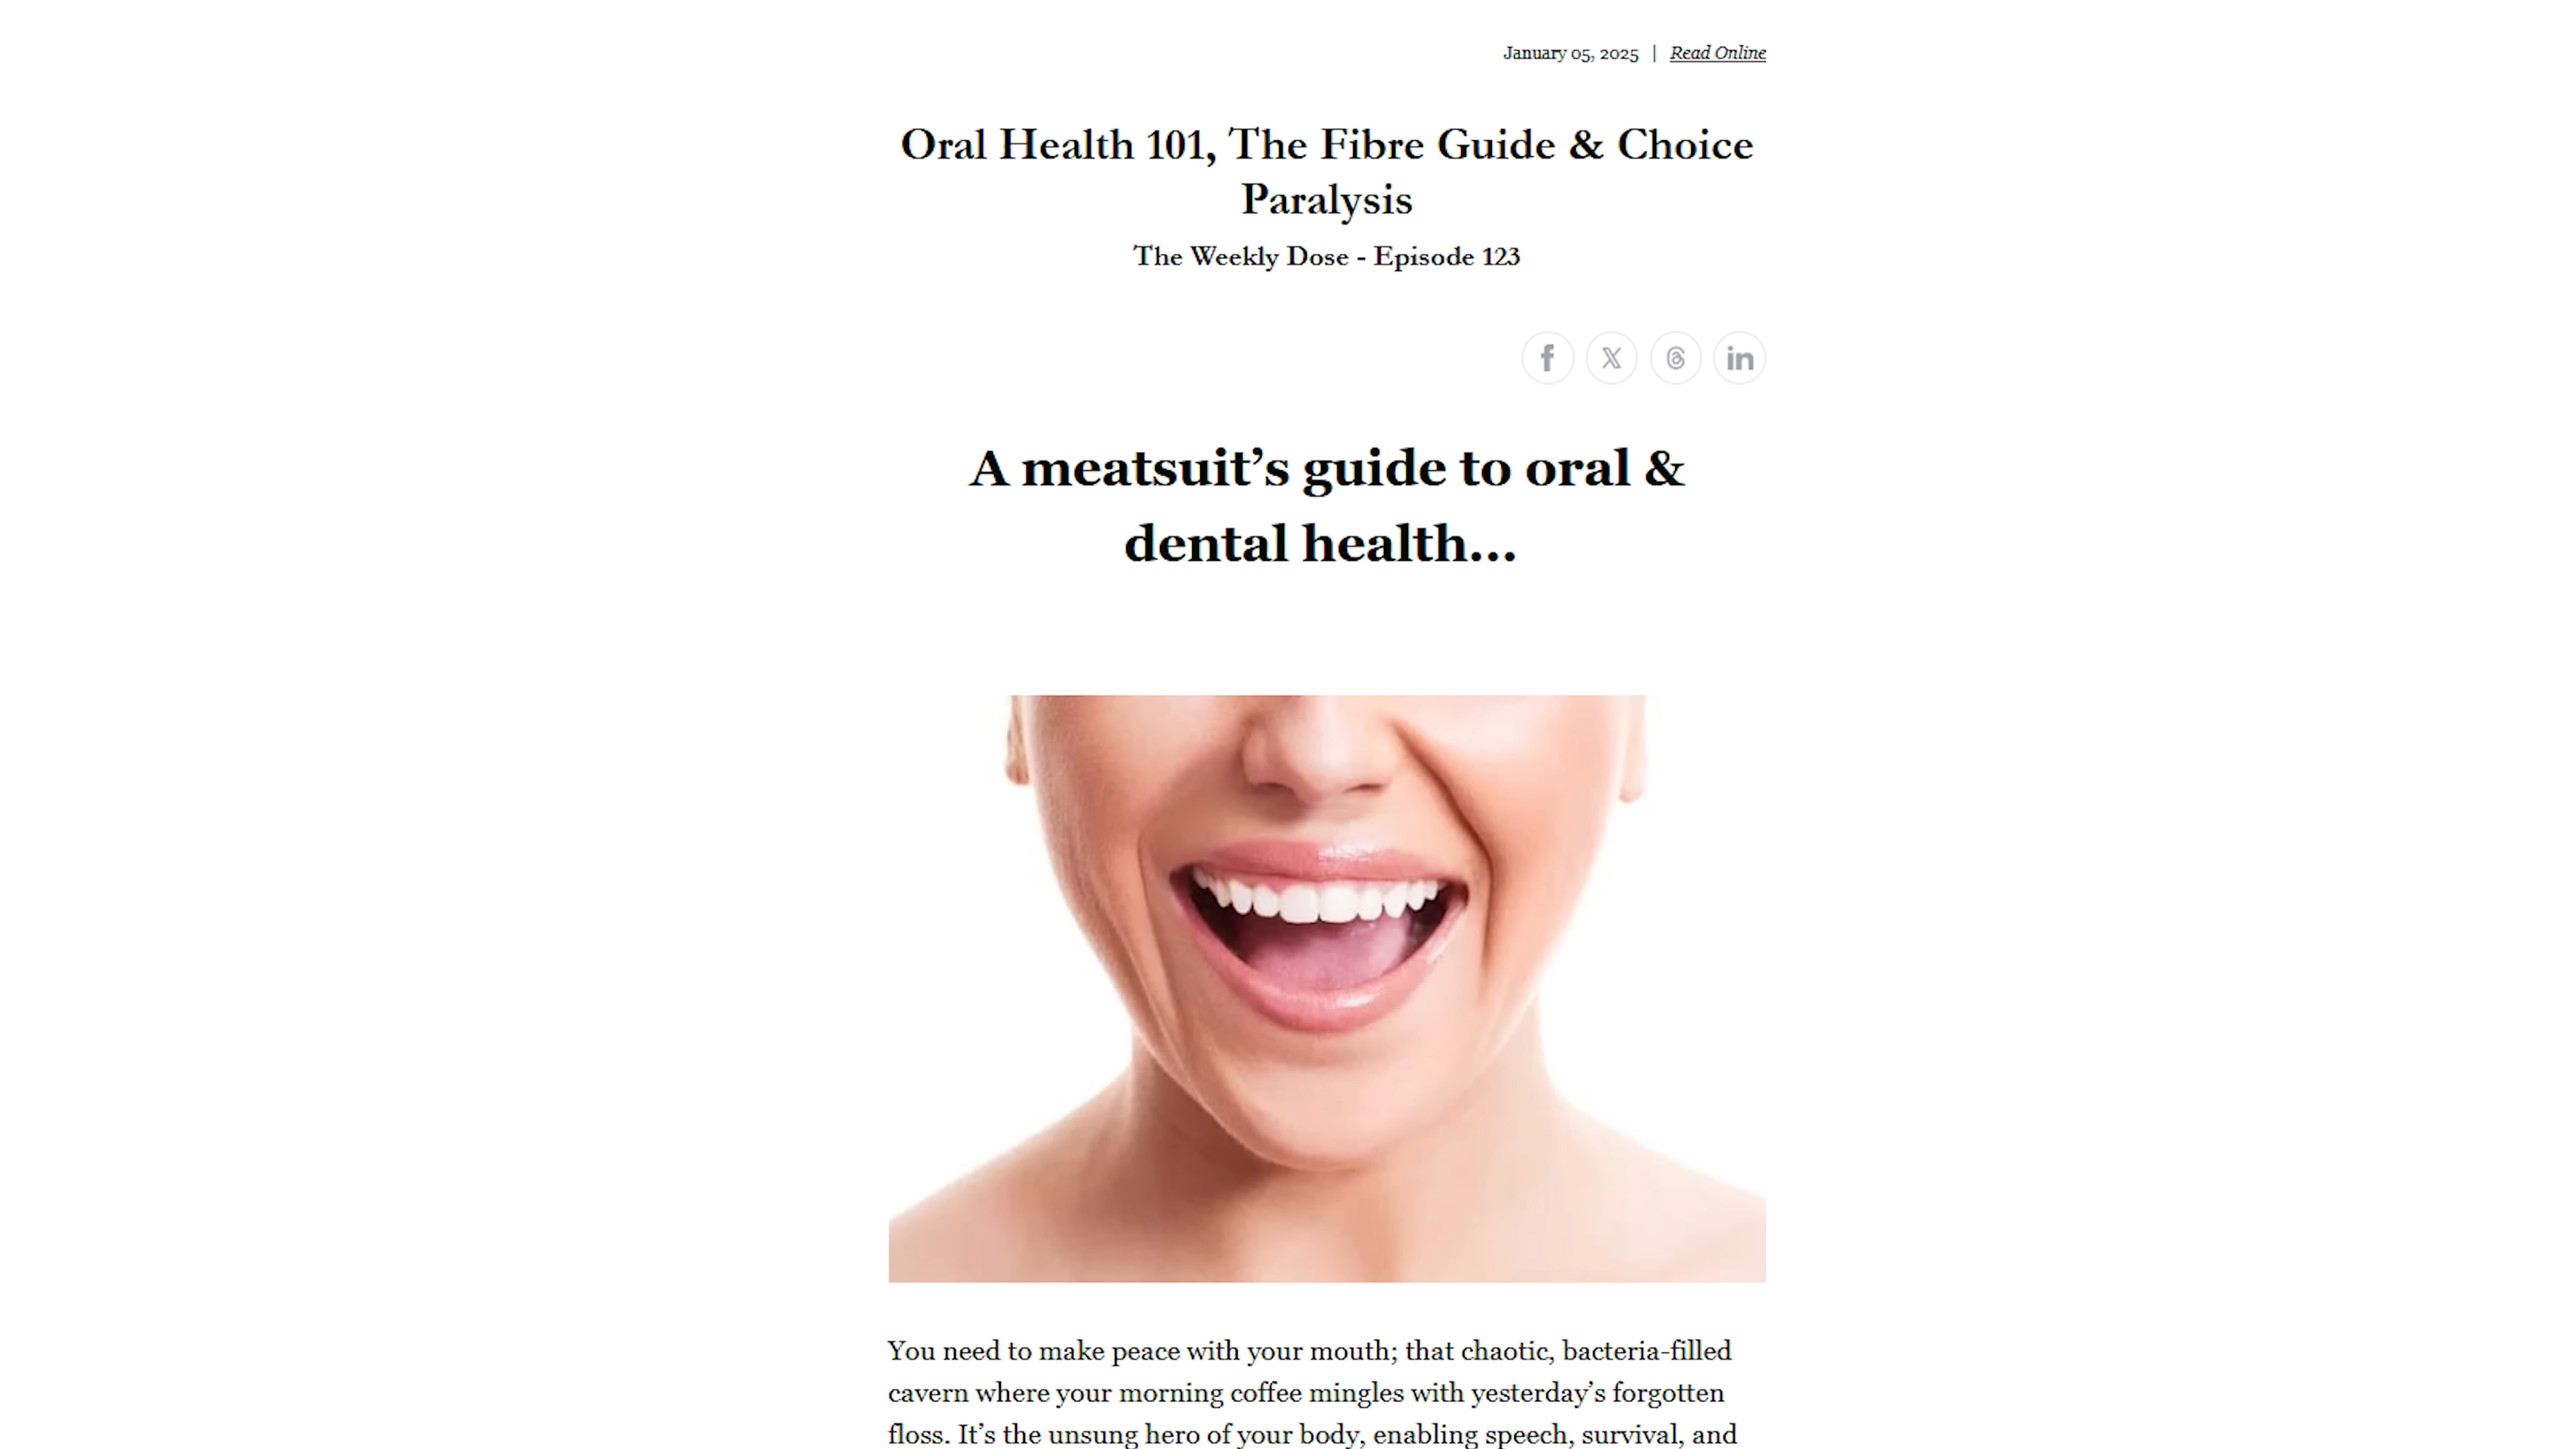 January 05, 2025 | Read Online
Oral Health 101, The Fibre Guide & Choice
Paralysis
The Weekly Dose - Episode 123
A meatsuit’s guide to oral &
dental health…
You need to make peace with your mouth; that chaotic, bacteria-filled
cavern where your morning coffee mingles with yesterday’s forgotten
floss. It’s the unsung hero of your body, enabling speech, survival, and